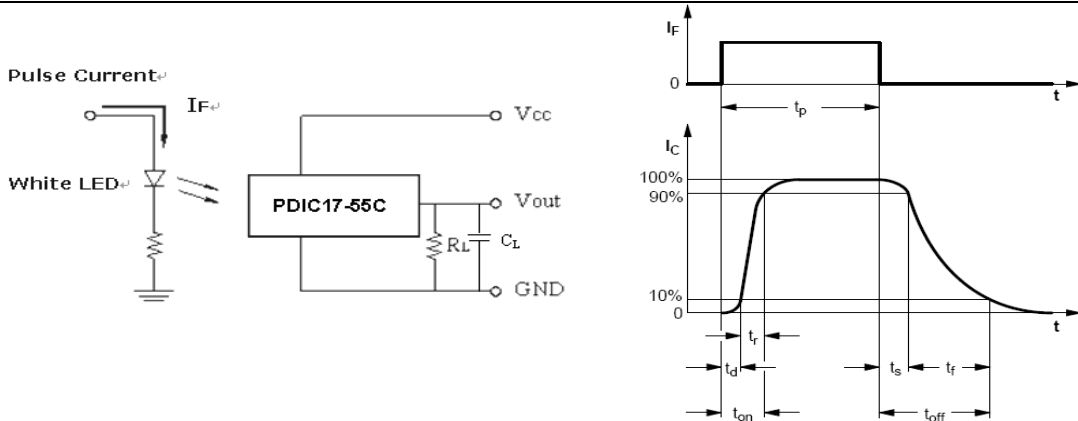 Pulse Current↵
IF↵
White LED↵
PDIC17-55C
Vcc
Vout
RL
CL
GND
IF
0
t
tp
IC
100%
90%
10%
0
t
tr
td
ts
tf
ton
toff